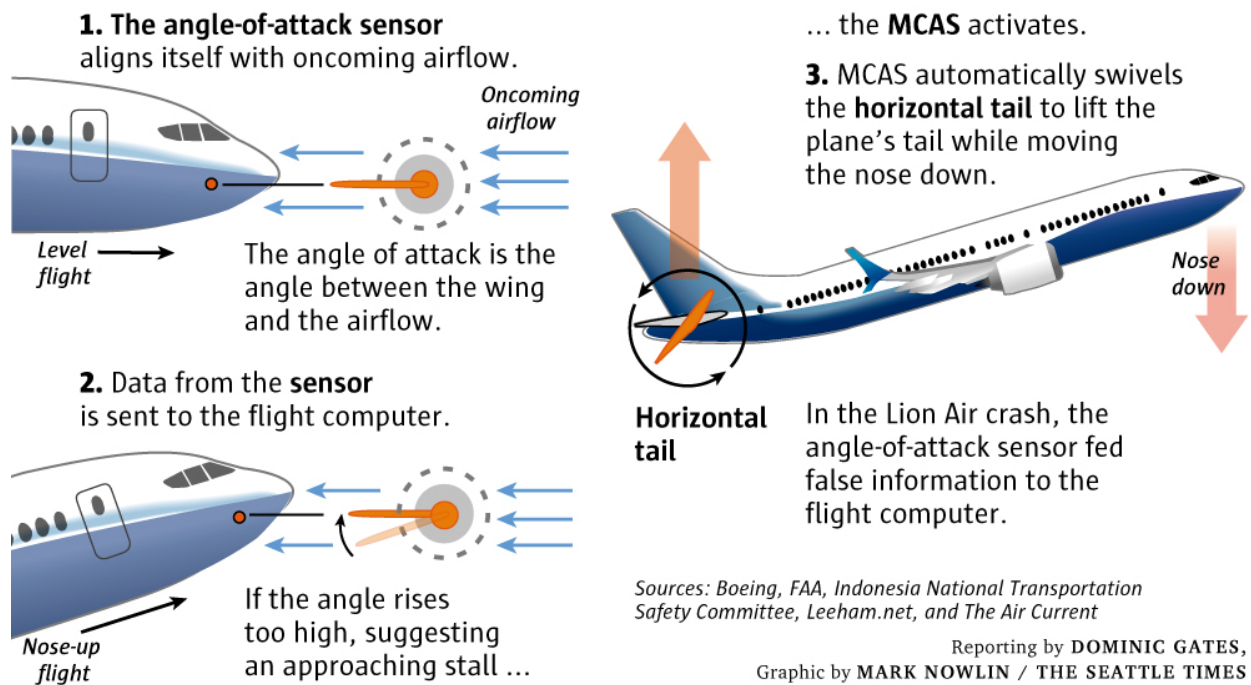 1. The angle-of-attack sensor
aligns itself with oncoming airflow.
Oncoming
airflow
Level
flight
The angle of attack is the
angle between the wing
and the airflow.
2. Data from the sensor
is sent to the flight computer.
Nose-up
flight
If the angle rises
too high, suggesting
an approaching stall ...
... the MCAS activates.
3. MCAS automatically swivels
the horizontal tail to lift the
plane's tail while moving
the nose down.
Nose
down
Horizontal
tail
In the Lion Air crash, the
angle-of-attack sensor fed
false information to the
flight computer.
Sources: Boeing, FAA, Indonesia National Transportation
Safety Committee, Leeham.net, and The Air Current
Reporting by DOMINIC GATES,
Graphic by MARK NOWLIN / THE SEATTLE TIMES